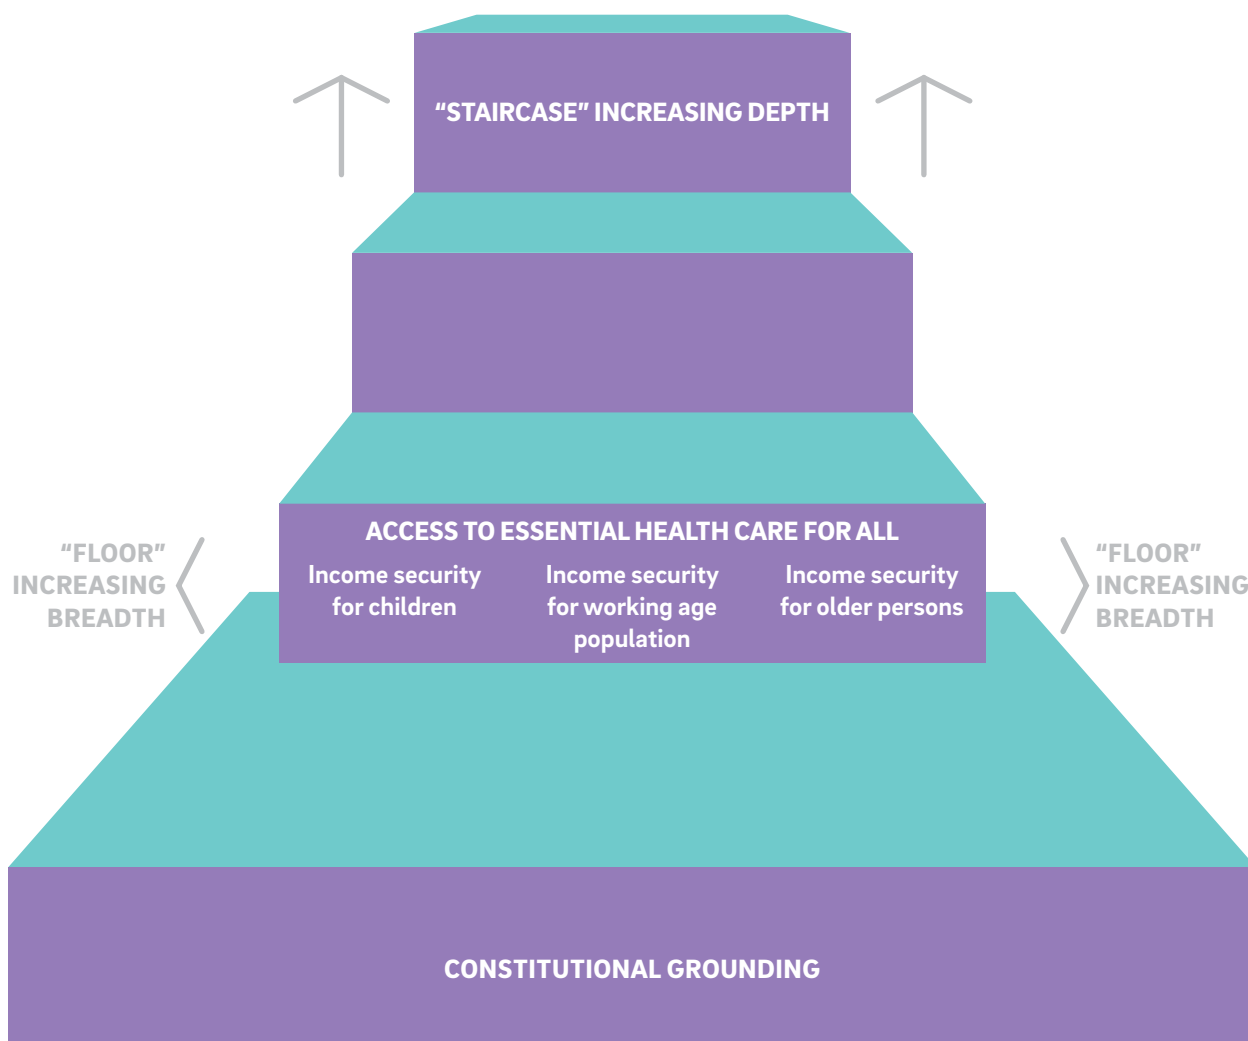 “STAIRCASE” INCREASING DEPTH
ACCESS TO ESSENTIAL HEALTH CARE FOR ALL
Income security
for children
Income security
for working age
population
Income security
for older persons
“FLOOR”
INCREASING
BREADTH
“FLOOR”
INCREASING
BREADTH
CONSTITUTIONAL GROUNDING